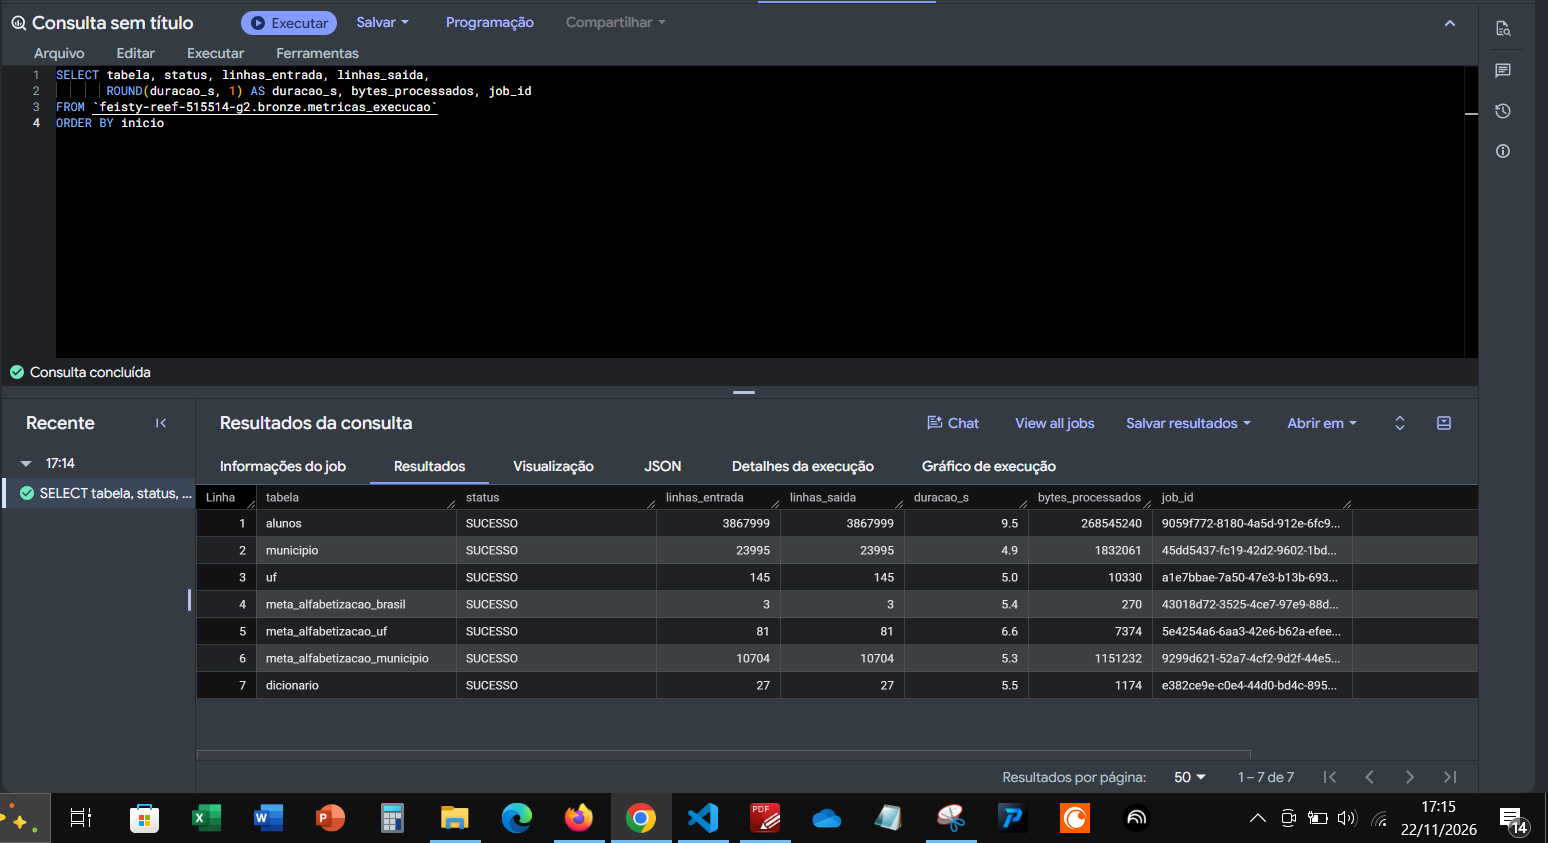 Consulta sem título
Executar
Salvar
Programação
Compartilhar
Arquivo
Editar
Executar
Ferramentas
1 SELECT tabela, status, linhas_entrada, linhas_saida,
2 ROUND(duracao_s, 1) AS duracao_s, bytes_processados, job_id
3 FROM `feisty-reef-515514-g2.bronze.metricas_execucao`
4 ORDER BY inicio
Consulta concluída
Recente
17:14
SELECT tabela, status, ...
Resultados da consulta
Chat
View all jobs
Salvar resultados
Abrir em
Informações do job
Resultados
Visualização
JSON
Detalhes da execução
Gráfico de execução
Linha tabela status linhas_entrada linhas_saida duracao_s bytes_processados job_id
1 alunos SUCESSO 3867999 3867999 9.5 268545240 9059f772-8180-4a5d-912e-6fc9...
2 municipio SUCESSO 23995 23995 4.9 1832061 45dd5437-fc19-42d2-9602-1bd...
3 uf SUCESSO 145 145 5.0 10330 a1e7bbae-7a50-47e3-b13b-693...
4 meta_alfabetizacao_brasil SUCESSO 3 3 5.4 270 43018d72-3525-4ce7-97e9-88d...
5 meta_alfabetizacao_uf SUCESSO 81 81 6.6 7374 5e4254a6-6aa3-42e6-b62a-efee...
6 meta_alfabetizacao_municipio SUCESSO 10704 10704 5.3 1151232 9299d621-52a7-4cf2-9d2f-44e5...
7 dicionario SUCESSO 27 27 5.5 1174 e382ce9e-c0e4-44d0-bd4c-895...
Resultados por página: 50 1 – 7 de 7
PDF
17:15
22/11/2026
14